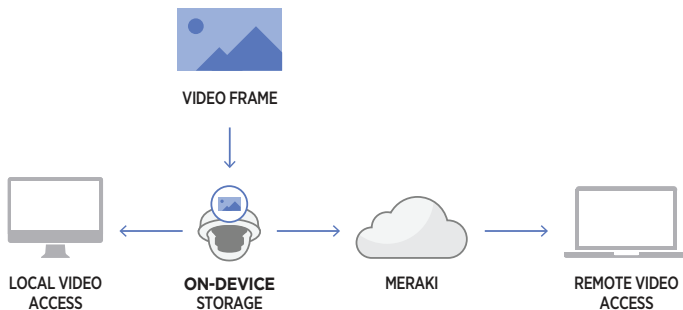 VIDEO FRAME
LOCAL VIDEO
ACCESS
ON-DEVICE
STORAGE
MERAKI
REMOTE VIDEO
ACCESS